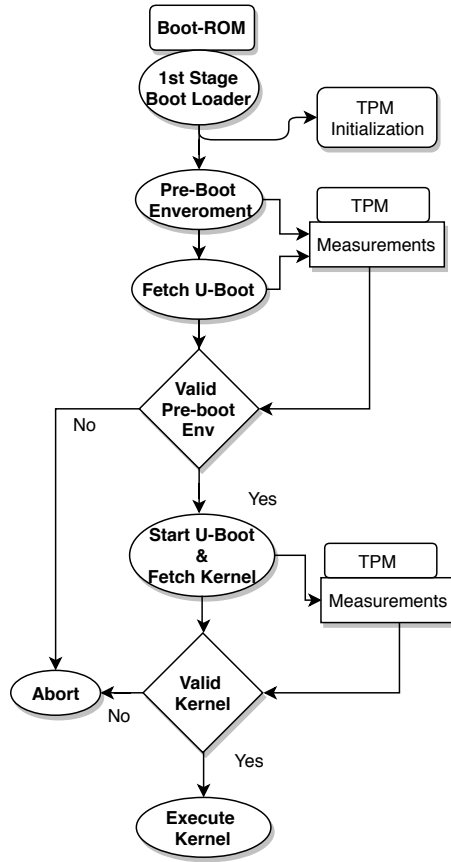 Boot-ROM
1st Stage
Boot Loader
TPM
Initialization
Pre-Boot
Enveroment
TPM
Measurements
Fetch U-Boot
Valid
Pre-boot
Env
No
Yes
Start U-Boot
&
Fetch Kernel
TPM
Measurements
Valid
Kernel
Abort
No
Yes
Execute
Kernel